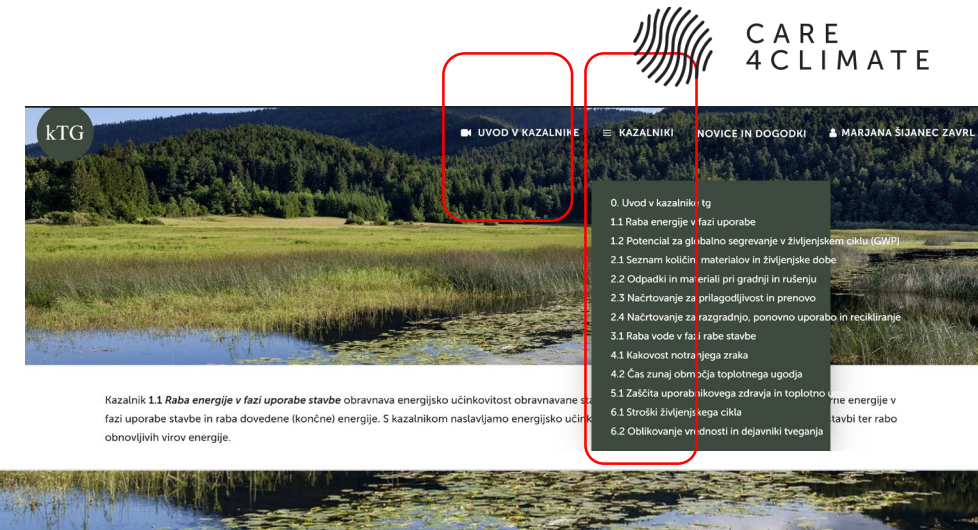 CARE
4CLIMATE
kTG
UVOD V KAZALNIKE
KAZALNIKI
NOVICE IN DOGODKI
MARJANA ŠIJANEC ZAVRL
0. Uvod v kazalnike tg
1.1 Raba energije v fazi uporabe
1.2 Potencial za globalno segrevanje v življenjskem ciklu (GWP)
2.1 Seznam količin, materialov in življenjske dobe
2.2 Odpadki in materiali pri gradnji in rušenju
2.3 Načrtovanje za prilagodljivost in prenovo
2.4 Načrtovanje za razgradnjo, ponovno uporabo in recikliranje
3.1 Raba vode v fazi rabe stavbe
4.1 Kakovost notranjega zraka
4.2 Čas zunaj območja toplotnega ugodja
5.1 Zaščita uporabnikovega zdravja in toplotno
6.1 Stroški življenjskega cikla
6.2 Oblikovanje vrednosti in dejavniki tveganja
Kazalnik 1.1 Raba energije v fazi uporabe stavbe obravnava energijsko učinkovitost obravnavane energije v
fazi uporabe stavbe in raba dovedene (končne) energije. S kazalnikom naslavljamo energijsko ter rabo
obnovljivih virov energije.